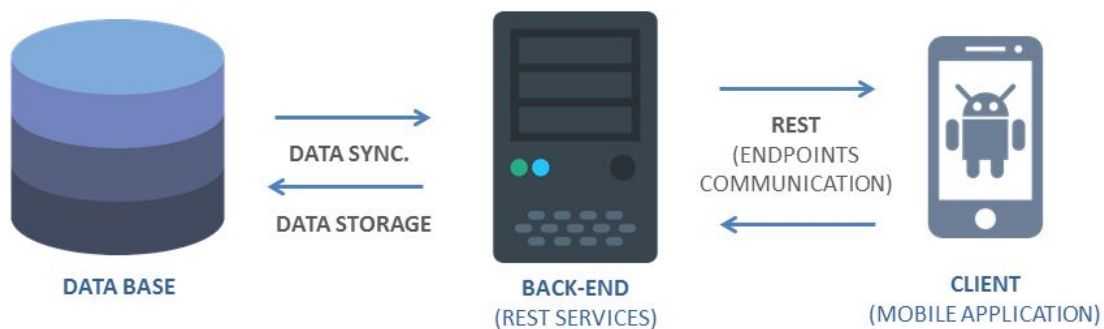 DATA SYNC.
DATA STORAGE
REST
(ENDPOINTS
COMMUNICATION)
DATA BASE
BACK-END
(REST SERVICES)
CLIENT
(MOBILE APPLICATION)